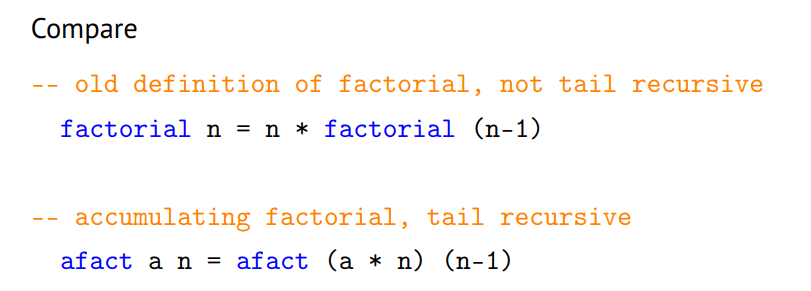 Compare
-- old definition of factorial, not tail recursive
factorial n = n * factorial (n-1)
-- accumulating factorial, tail recursive
afact a n = afact (a * n) (n-1)